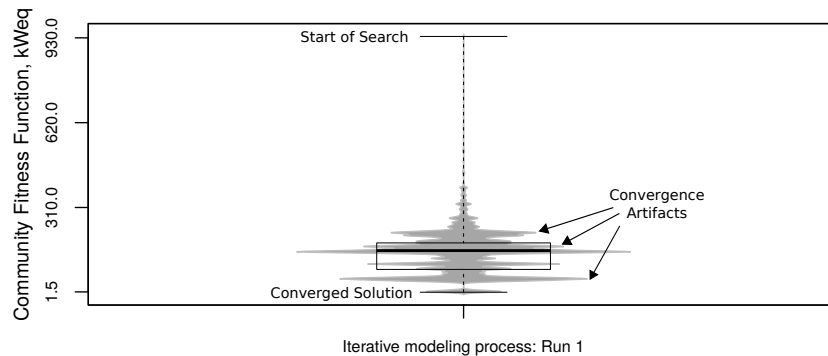 Community Fitness Function, kWeq
930.0
620.0
310.0
1.5
Start of Search
Convergence
Artifacts
Converged Solution
Iterative modeling process: Run 1